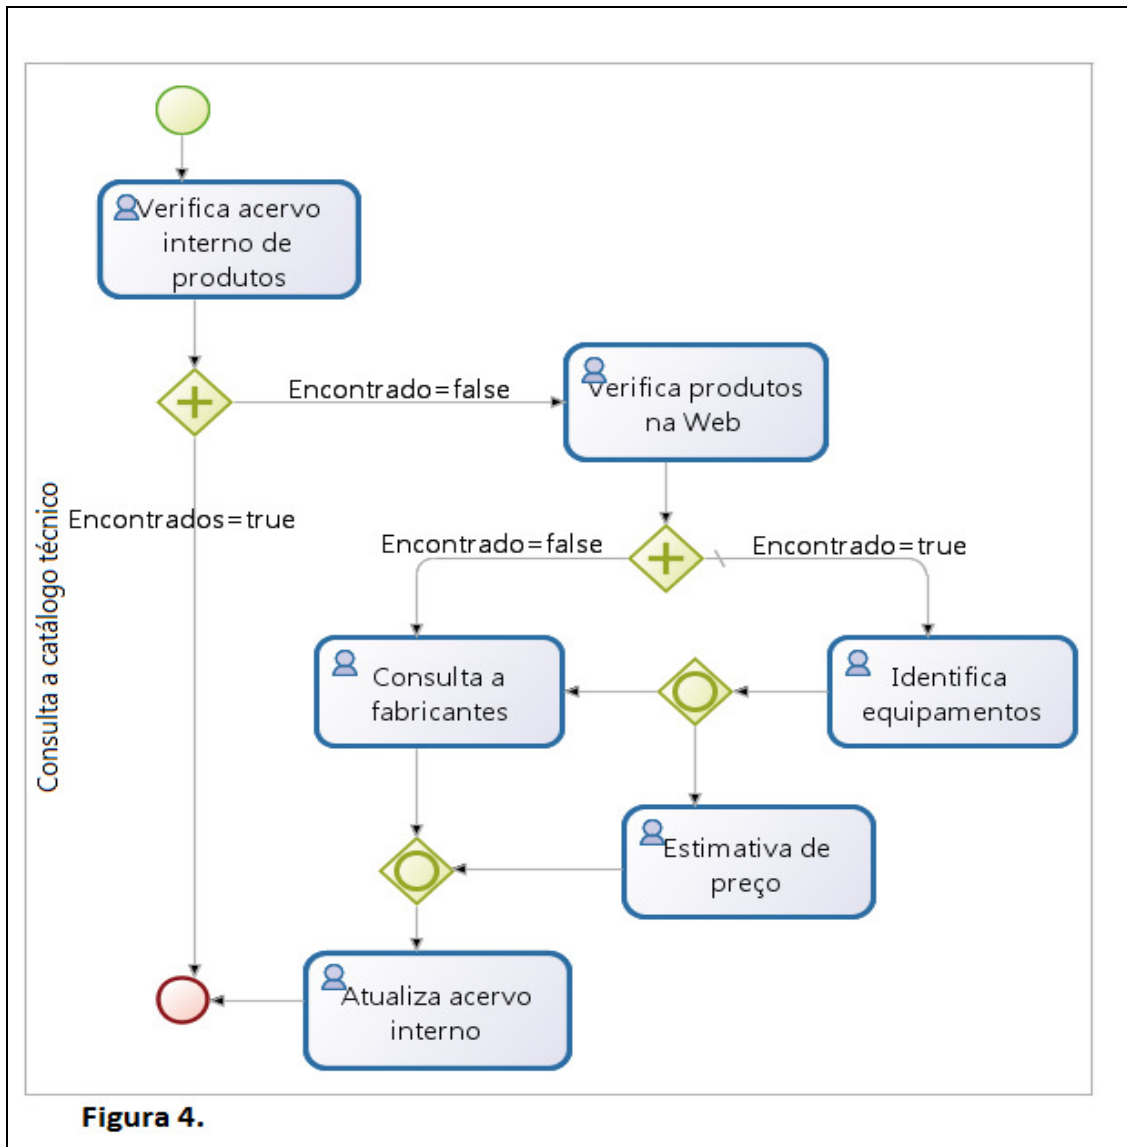 Verifica acervo
interno de
produtos
Encontrado=false
Verifica produtos
na Web
Encontrados=true
Consulta a catálogo técnico
Encontrado=false
Encontrado=true
Consulta a
fabricantes
Identifica
equipamentos
Estimativa de
preço
Atualiza acervo
interno
Figura 4.